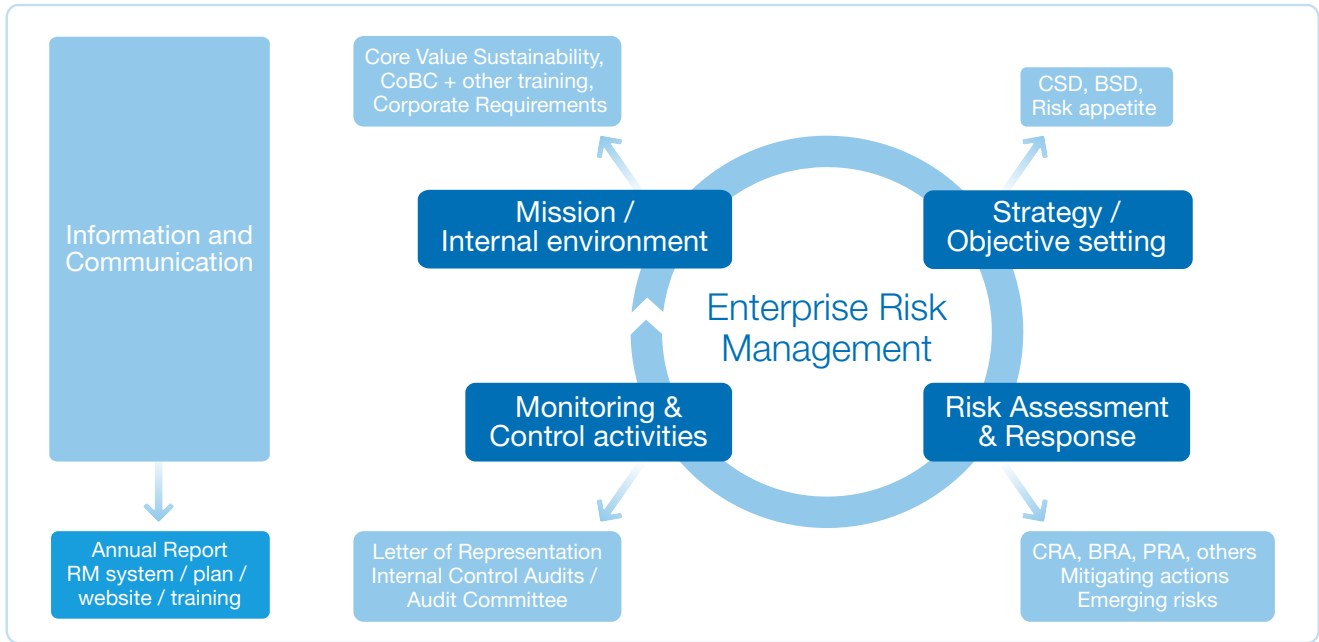 Information and
Communication
Annual Report
RM system / plan /
website / training
Core Value Sustainability,
CoBC + other training,
Corporate Requirements
CSD, BSD,
Risk appetite
Mission /
Internal environment
Strategy /
Objective setting
Enterprise Risk
Management
Monitoring &
Control activities
Risk Assessment
& Response
Letter of Representation
Internal Control Audits /
Audit Committee
CRA, BRA, PRA, others
Mitigating actions
Emerging risks